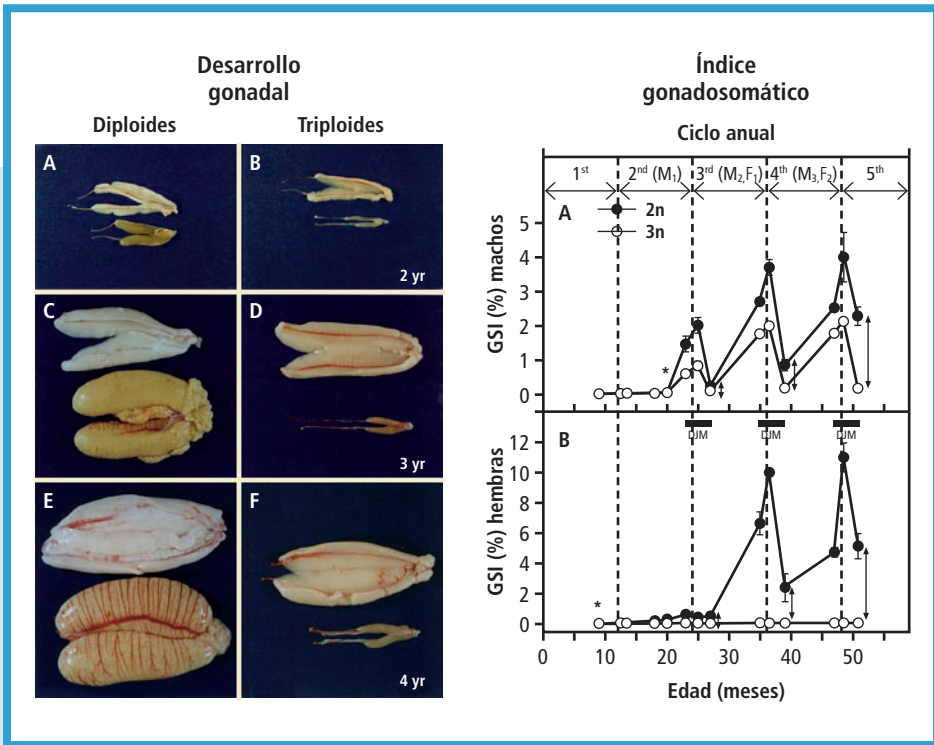 Desarrollo
gonadal
Diploides
Triploides
A
B
2 yr
C
D
3 yr
E
F
4 yr
Índice
gonadosomático
Ciclo anual
1st
2nd (M1)
3rd (M2,F1)
4th (M3,F2)
5th
A
2n
3n
GSI (%) machos
5
4
3
2
1
0
*
B
DJM
DJM
DJM
GSI (%) hembras
12
10
8
6
4
2
0
*
0
10
20
30
40
50
Edad (meses)